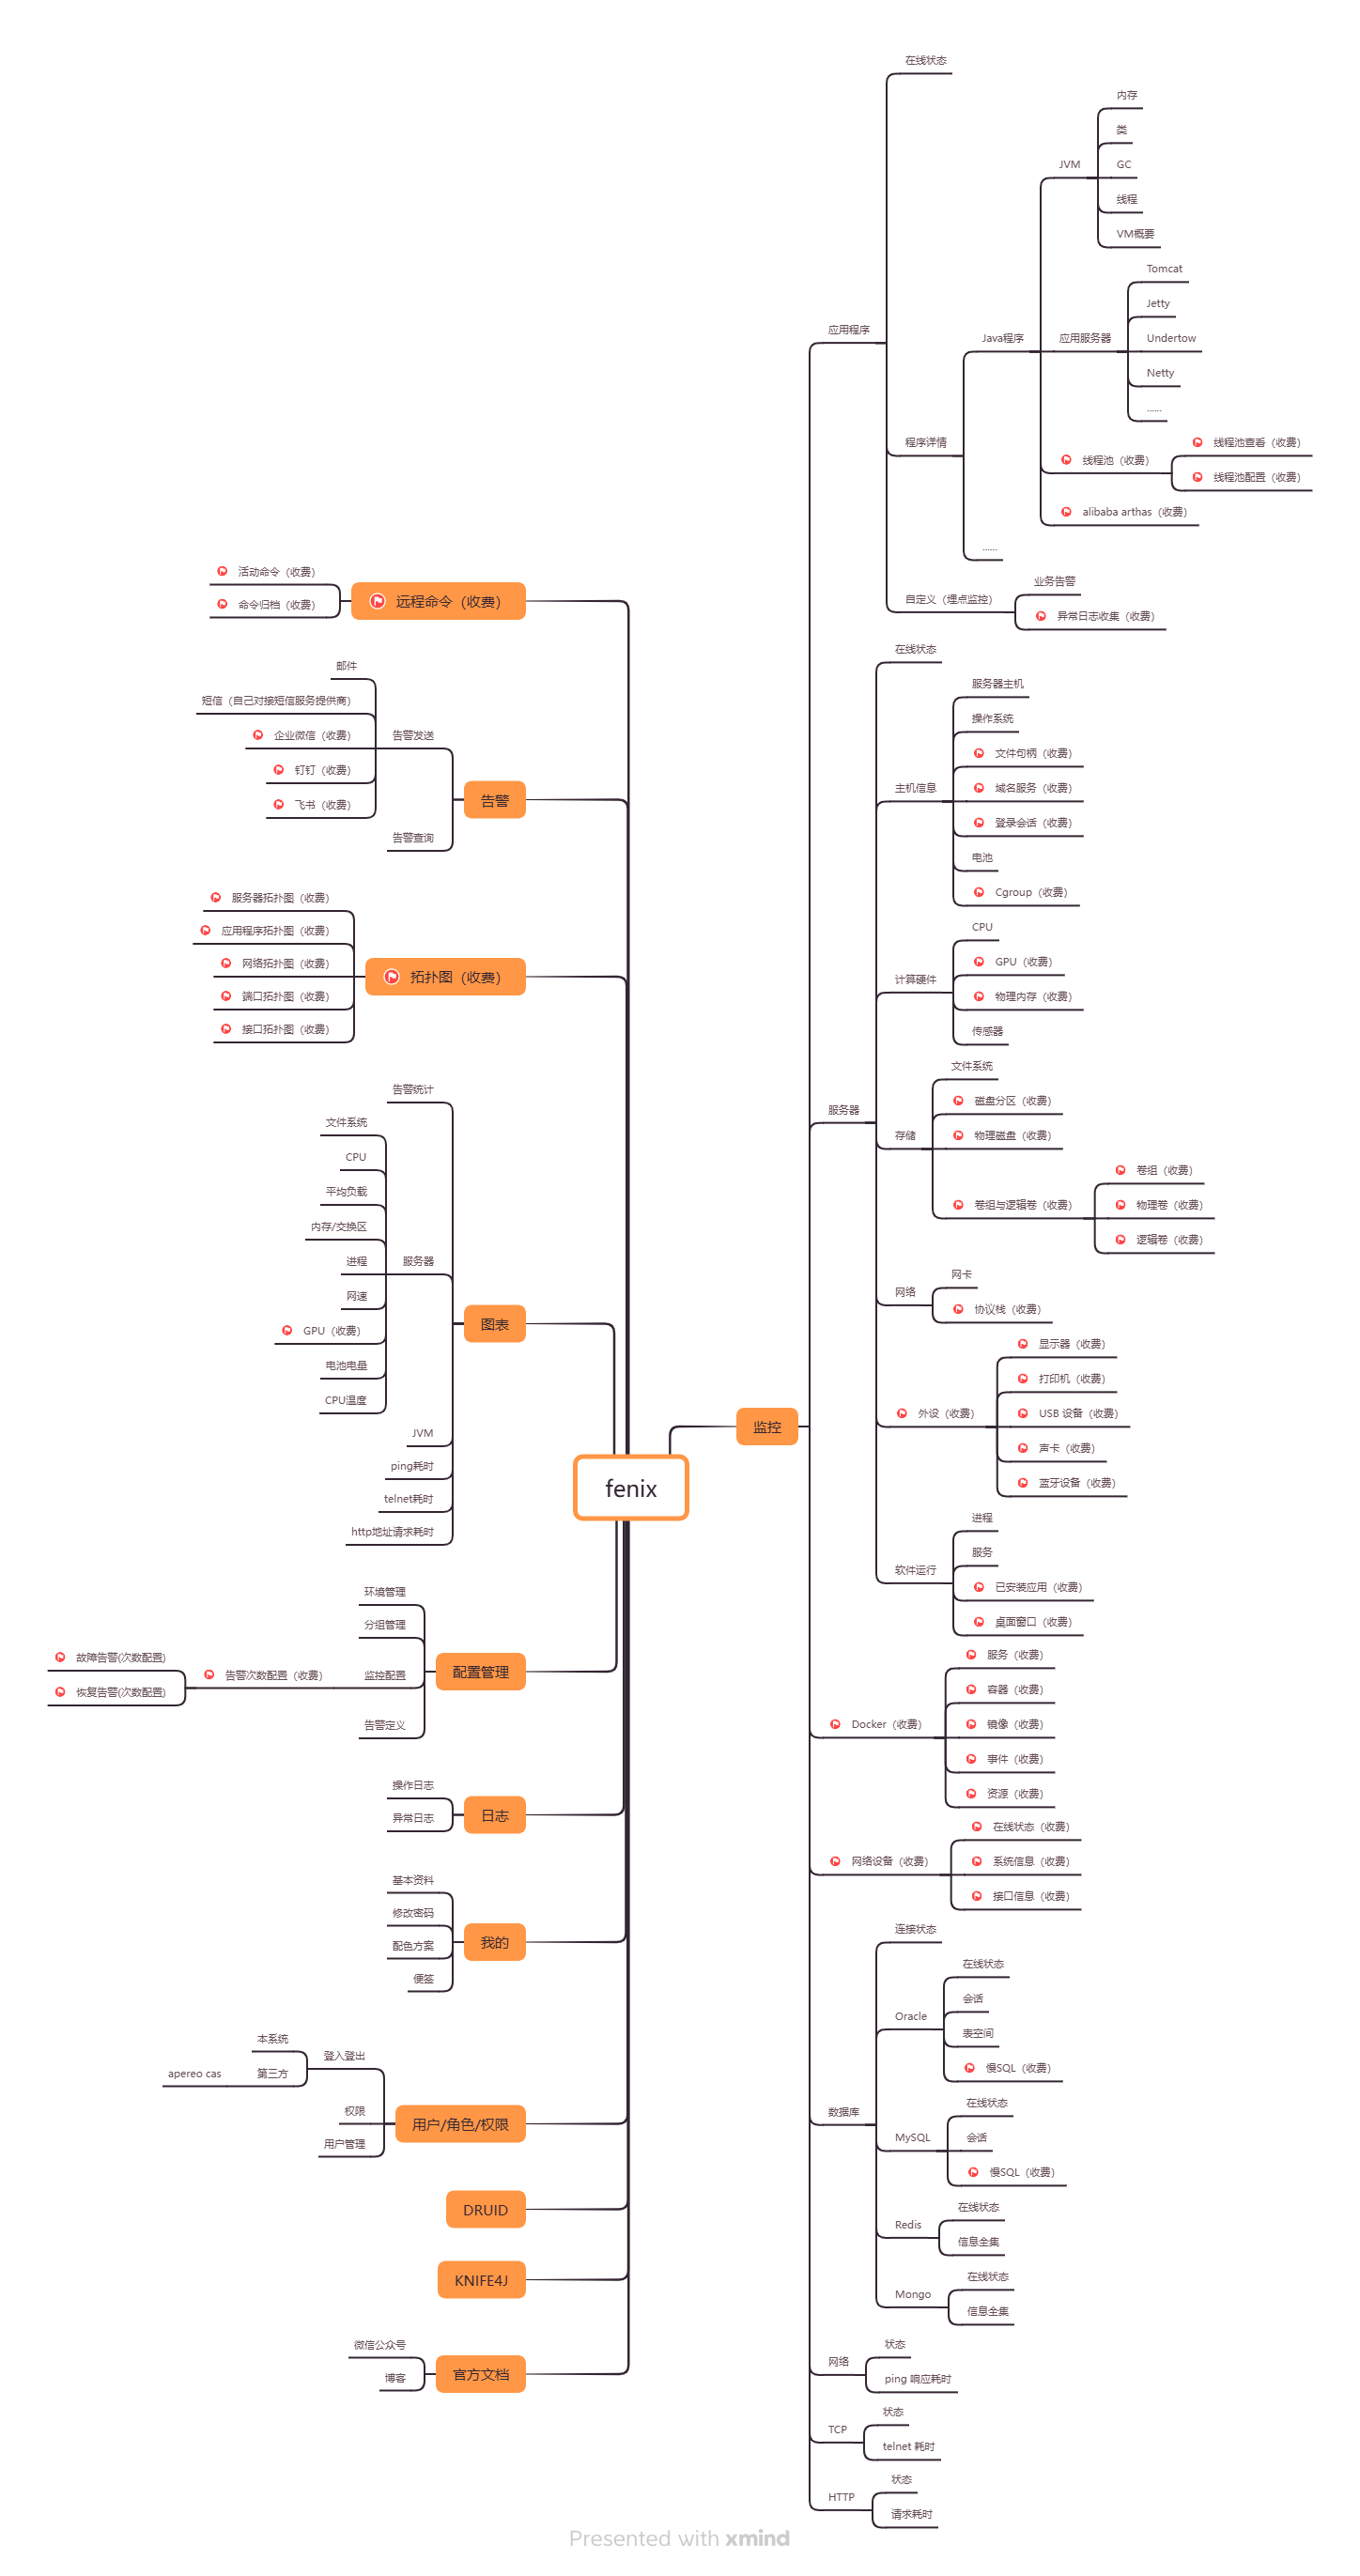 fenix
监控
应用程序
在线状态
程序详情
Java程序
JVM
内存
类
GC
线程
VM概要
应用服务器
Tomcat
Jetty
Undertow
Netty
......
线程池（收费）
线程池查看（收费）
线程池配置（收费）
alibaba arthas（收费）
......
自定义（埋点监控）
业务告警
异常日志收集（收费）
服务器
在线状态
主机信息
服务器主机
操作系统
文件句柄（收费）
域名服务（收费）
登录会话（收费）
电池
Cgroup（收费）
计算硬件
CPU
GPU（收费）
物理内存（收费）
传感器
存储
文件系统
磁盘分区（收费）
物理磁盘（收费）
卷组与逻辑卷（收费）
卷组（收费）
物理卷（收费）
逻辑卷（收费）
网络
网卡
协议栈（收费）
外设（收费）
显示器（收费）
打印机（收费）
USB 设备（收费）
声卡（收费）
蓝牙设备（收费）
软件运行
进程
服务
已安装应用（收费）
桌面窗口（收费）
Docker（收费）
服务（收费）
容器（收费）
镜像（收费）
事件（收费）
资源（收费）
网络设备（收费）
在线状态（收费）
系统信息（收费）
接口信息（收费）
数据库
连接状态
Oracle
在线状态
会话
表空间
慢SQL（收费）
MySQL
在线状态
会话
慢SQL（收费）
Redis
在线状态
信息全集
Mongo
在线状态
信息全集
网络
状态
ping 响应耗时
TCP
状态
telnet 耗时
HTTP
状态
请求耗时
远程命令（收费）
活动命令（收费）
命令归档（收费）
告警
告警发送
邮件
短信（自己对接短信服务提供商）
企业微信（收费）
钉钉（收费）
飞书（收费）
告警查询
拓扑图（收费）
服务器拓扑图（收费）
应用程序拓扑图（收费）
网络拓扑图（收费）
端口拓扑图（收费）
接口拓扑图（收费）
图表
告警统计
服务器
文件系统
CPU
平均负载
内存/交换区
进程
网速
GPU（收费）
电池电量
CPU温度
JVM
ping耗时
telnet耗时
http地址请求耗时
配置管理
环境管理
分组管理
监控配置
告警次数配置（收费）
故障告警(次数配置)
恢复告警(次数配置)
告警定义
日志
操作日志
异常日志
我的
基本资料
修改密码
配色方案
便签
用户/角色/权限
登入登出
本系统
第三方
apereo cas
权限
用户管理
DRUID
KNIFE4J
官方文档
微信公众号
博客
Presented with xmind